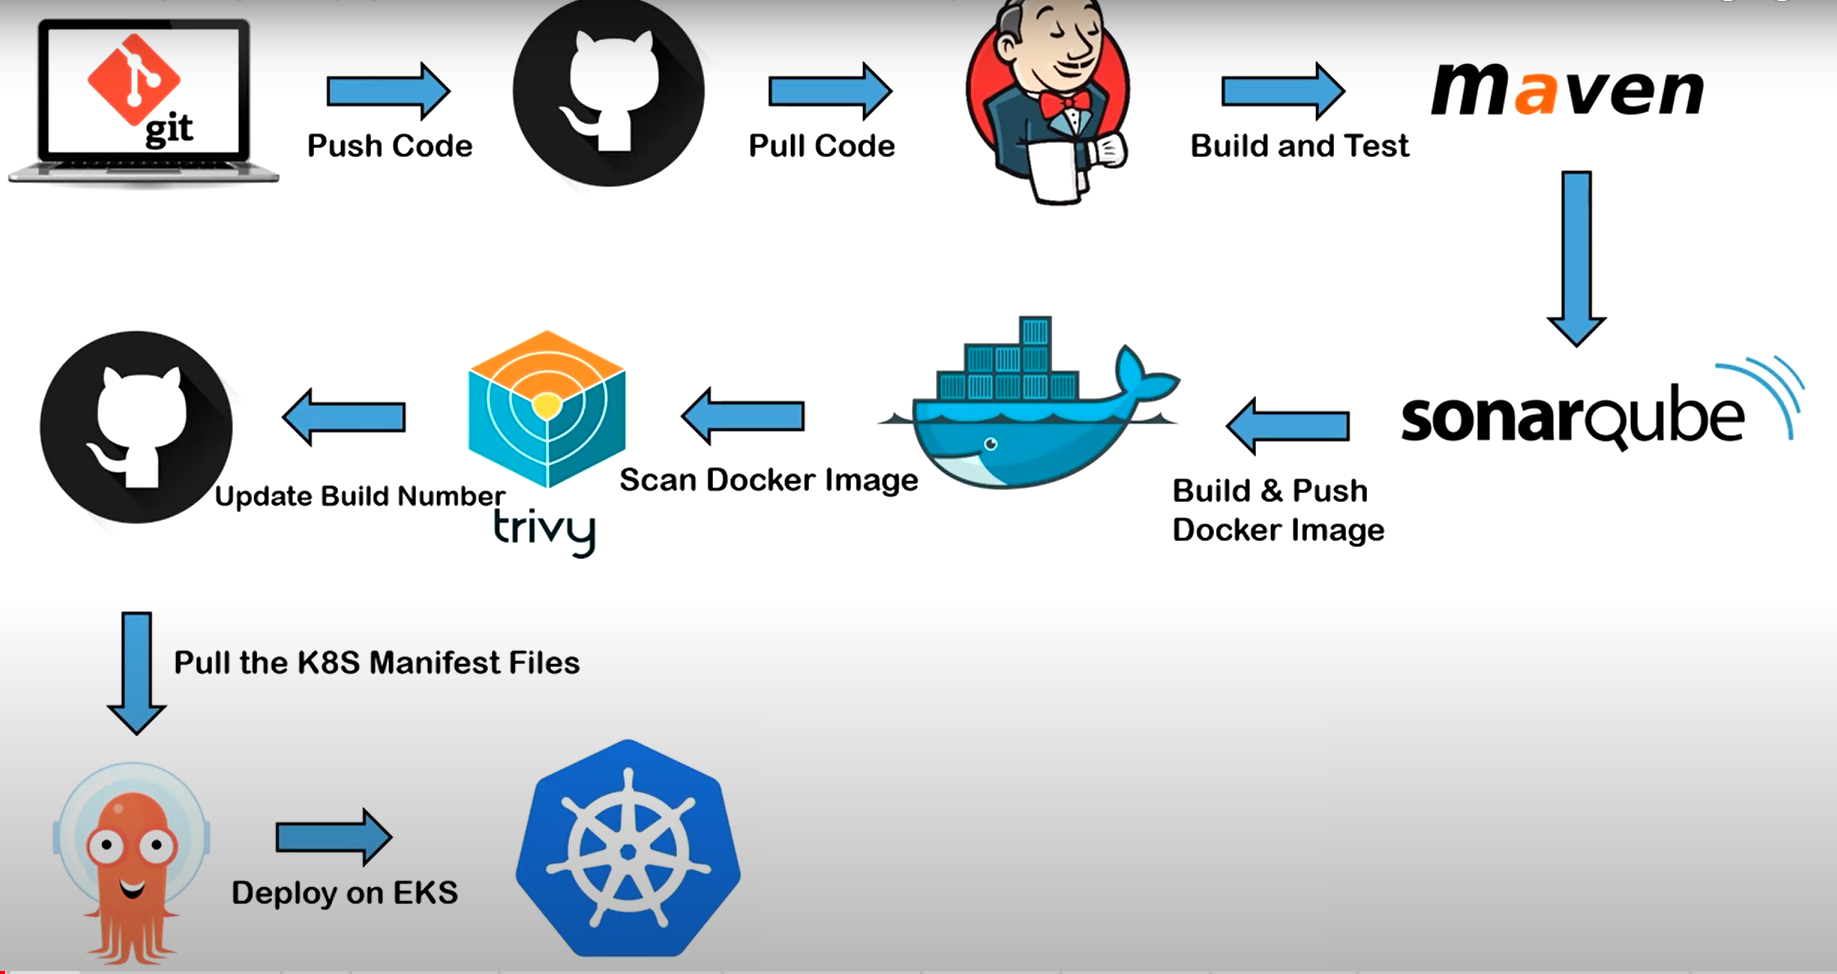 git
Push Code
Pull Code
Build and Test
maven
sonarqube
Build & Push
Docker Image
Scan Docker Image
trivy
Update Build Number
Pull the K8S Manifest Files
Deploy on EKS